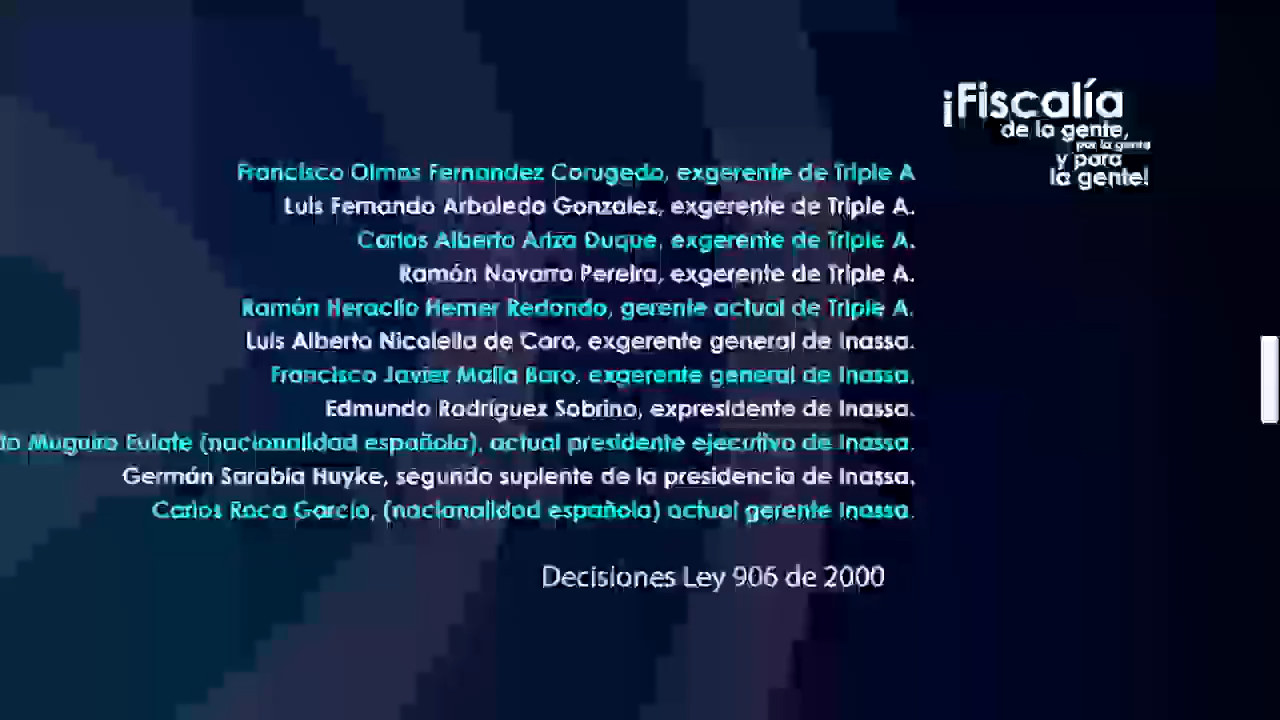 ¡Fiscalía
de la gente,
por la gente
y para
la gente!
Francisco Olmos Fernandez Corugedo, exgerente de Triple A
Luis Fernando Arboleda Gonzalez, exgerente de Triple A.
Carlos Alberto Ariza Duque, exgerente de Triple A.
Ramón Navarro Pereira, exgerente de Triple A.
Ramón Heraclio Hemer Redondo, gerente actual de Triple A.
Luis Alberto Nicolella de Caro, exgerente general de Inassa.
Francisco Javier Malla Baro, exgerente general de Inassa.
Edmundo Rodríguez Sobrino, expresidente de Inassa.
do Muguiro Eulate (nacionalidad española), actual presidente ejecutivo de Inassa.
Germán Sarabia Huyke, segundo suplente de la presidencia de Inassa.
Carlos Roca García, (nacionalidad española) actual gerente Inassa.
Decisiones Ley 906 de 2000